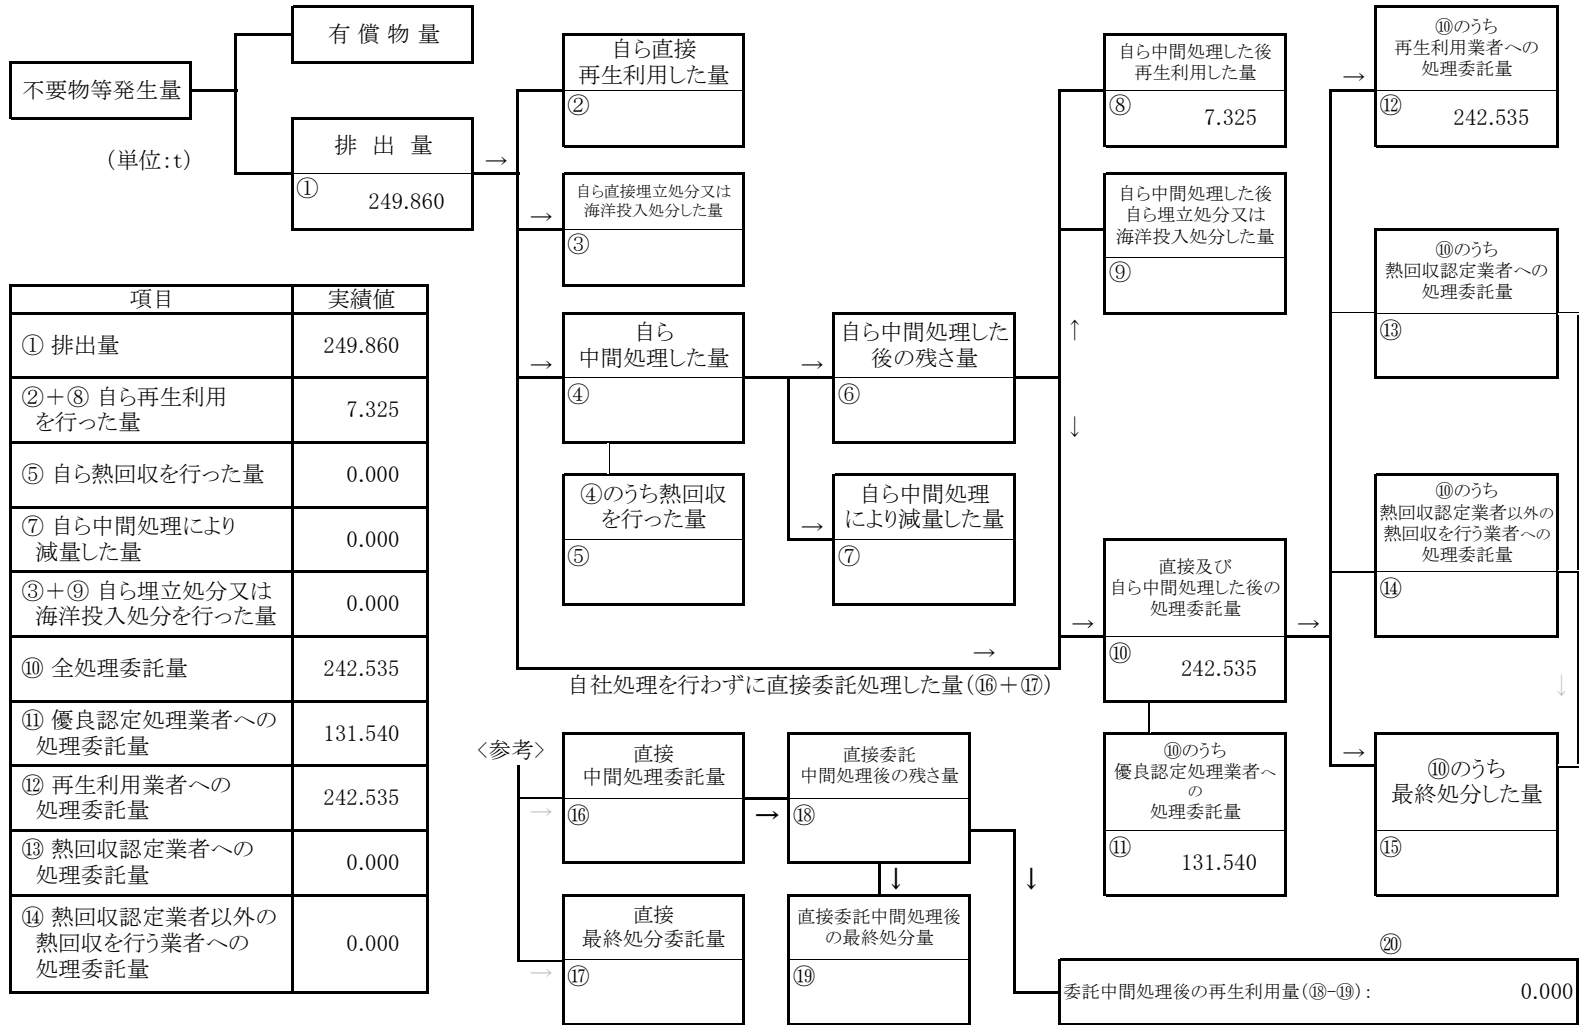 有 償 物 量
不要物等発生量
(単位:t)
排 出 量
①
249.860
→
自ら直接
再生利用した量
②
→
自ら直接埋立処分又は
海洋投入処分した量
③
→
自ら
中間処理した量
④
④のうち熱回収
を行った量
⑤
→
自ら中間処理した
後の残さ量
⑥
→
自ら中間処理
により減量した量
⑦
自ら中間処理した後
再生利用した量
⑧
7.325
自ら中間処理した後
自ら埋立処分又は
海洋投入処分した量
⑨
↑
↓
→
直接及び
自ら中間処理した後の
処理委託量
⑩
242.535
→
⑩のうち
優良認定処理業者へ
の
処理委託量
⑪
131.540
→
⑩のうち
再生利用業者への
処理委託量
⑫
242.535
⑩のうち
熱回収認定業者への
処理委託量
⑬
⑩のうち
熱回収認定業者以外の
熱回収を行う業者への
処理委託量
⑭
↓
→
⑩のうち
最終処分した量
⑮
→
自社処理を行わずに直接委託処理した量(⑯+⑰)
項目 実績値
① 排出量 249.860
②+⑧ 自ら再生利用
を行った量 7.325
⑤ 自ら熱回収を行った量 0.000
⑦ 自ら中間処理により
減量した量 0.000
③+⑨ 自ら埋立処分又は
海洋投入処分を行った量 0.000
⑩ 全処理委託量 242.535
⑪ 優良認定処理業者への
処理委託量 131.540
⑫ 再生利用業者への
処理委託量 242.535
⑬ 熱回収認定業者への
処理委託量 0.000
⑭ 熱回収認定業者以外の
熱回収を行う業者への
処理委託量 0.000
〈参考〉
→
直接
中間処理委託量
⑯
→
直接委託
中間処理後の残さ量
⑱
↓
↓
→
直接
最終処分委託量
⑰
直接委託中間処理後
の最終処分量
⑲
⑳
委託中間処理後の再生利用量(⑱-⑲): 0.000